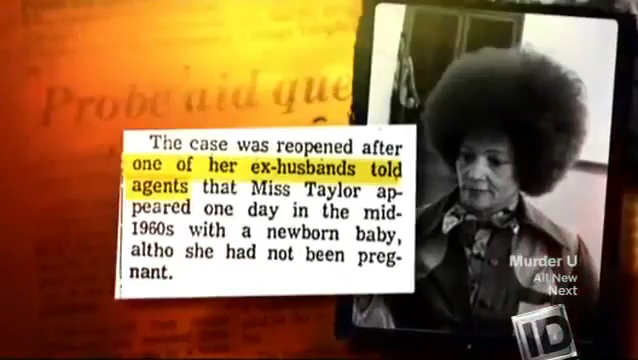 Probe aid que
The case was reopened after
one of her ex-husbands told
agents that Miss Taylor ap-
peared one day in the mid-
1960s with a newborn baby,
altho she had not been preg-
nant.
Murder U
All New
Next
ID